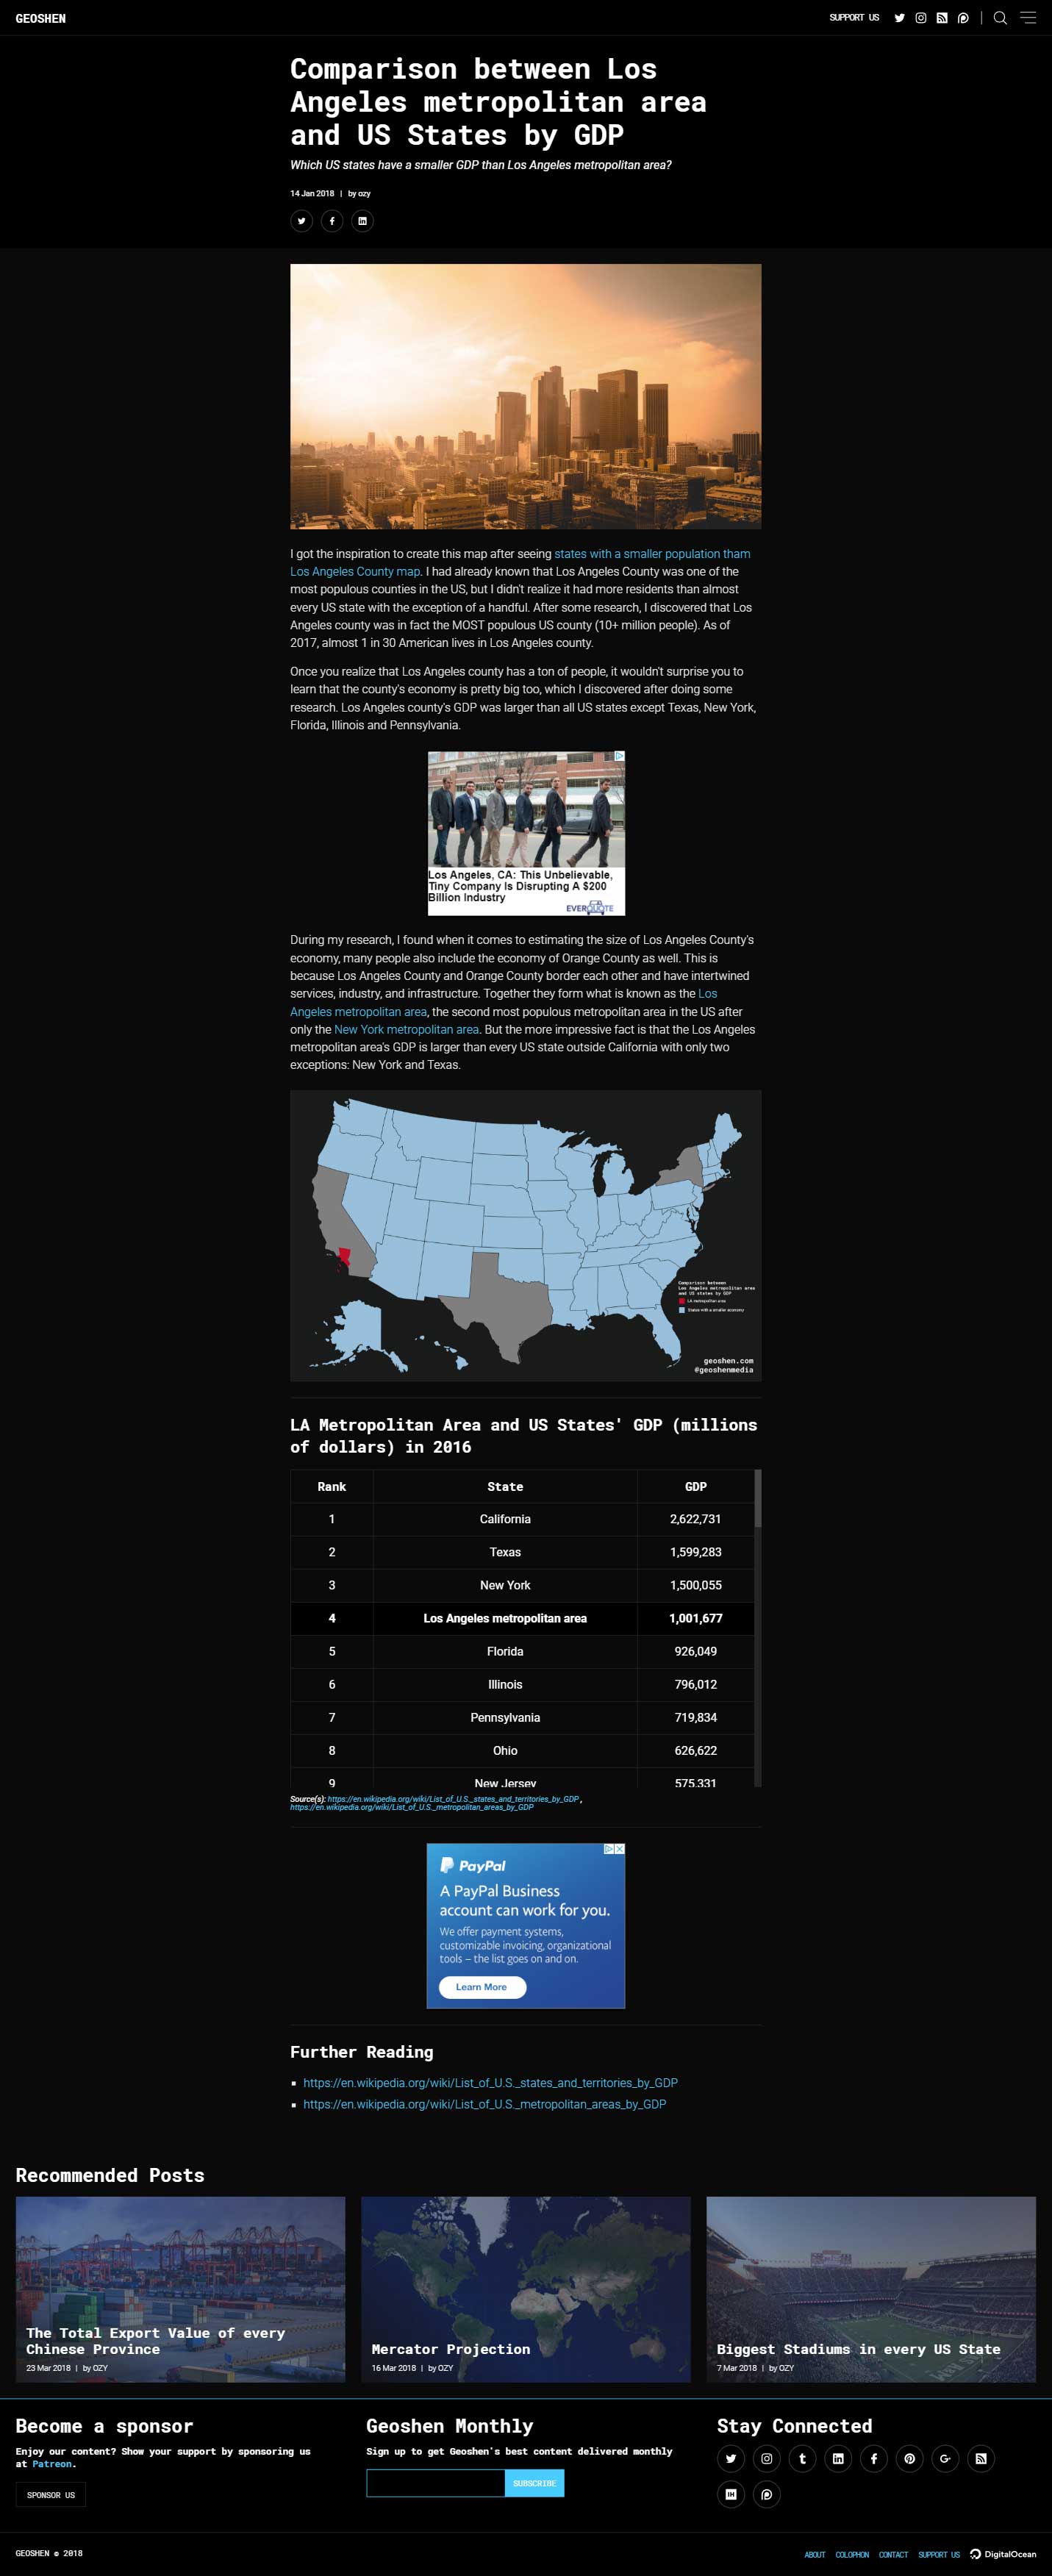 GEOSHEN
SUPPORT US
Comparison between Los
Angeles metropolitan area
and US States by GDP
Which US states have a smaller GDP than Los Angeles metropolitan area?
14 Jan 2018 | by ozy
I got the inspiration to create this map after seeing states with a smaller population tham
Los Angeles County map. I had already known that Los Angeles County was one of the
most populous counties in the US, but I didn't realize it had more residents than almost
every US state with the exception of a handful. After some research, I discovered that Los
Angeles county was in fact the MOST populous US county (10+ million people). As of
2017, almost 1 in 30 American lives in Los Angeles county.
Once you realize that Los Angeles county has a ton of people, it wouldn't surprise you to
learn that the county's economy is pretty big too, which I discovered after doing some
research. Los Angeles county's GDP was larger than all US states except Texas, New York,
Florida, Illinois and Pennsylvania.
Los Angeles, CA: This Unbelievable,
Tiny Company Is Disrupting A $200
Billion Industry
EVERQUOTE
During my research, I found when it comes to estimating the size of Los Angeles County's
economy, many people also include the economy of Orange County as well. This is
because Los Angeles County and Orange County border each other and have intertwined
services, industry, and infrastructure. Together they form what is known as the Los
Angeles metropolitan area, the second most populous metropolitan area in the US after
only the New York metropolitan area. But the more impressive fact is that the Los Angeles
metropolitan area's GDP is larger than every US state outside California with only two
exceptions: New York and Texas.
Comparison between
Los Angeles metropolitan area
and US states by GDP
LA metropolitan area
States with a smaller economy
geoshen.com
@geoshenmedia
LA Metropolitan Area and US States' GDP (millions
of dollars) in 2016
Rank State GDP
1 California 2,622,731
2 Texas 1,599,283
3 New York 1,500,055
4 Los Angeles metropolitan area 1,001,677
5 Florida 926,049
6 Illinois 796,012
7 Pennsylvania 719,834
8 Ohio 626,622
9 New Jersey 575,331
Source(s): https://en.wikipedia.org/wiki/List_of_U.S._states_and_territories_by_GDP ,
https://en.wikipedia.org/wiki/List_of_U.S._metropolitan_areas_by_GDP
PayPal
A PayPal Business
account can work for you.
We offer payment systems,
customizable invoicing, organizational
tools – the list goes on and on.
Learn More
Further Reading
https://en.wikipedia.org/wiki/List_of_U.S._states_and_territories_by_GDP
https://en.wikipedia.org/wiki/List_of_U.S._metropolitan_areas_by_GDP
Recommended Posts
The Total Export Value of every
Chinese Province
23 Mar 2018 | by OZY
Mercator Projection
16 Mar 2018 | by OZY
Biggest Stadiums in every US State
7 Mar 2018 | by OZY
Become a sponsor
Enjoy our content? Show your support by sponsoring us
at Patreon.
SPONSOR US
Geoshen Monthly
Sign up to get Geoshen's best content delivered monthly
SUBSCRIBE
Stay Connected
GEOSHEN © 2018
ABOUT COLOPHON CONTACT SUPPORT US DigitalOcean